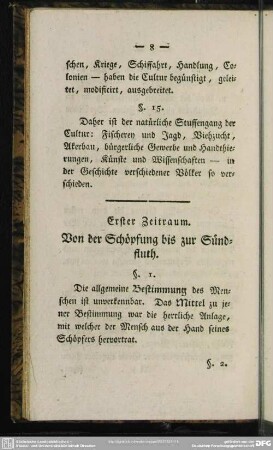 — 8 —
schen, Kriege, Schiffahrt, Handlung, Co-
lonien — haben die Cultur begünstigt, gelei-
tet, modificirt, ausgebreitet.
§. 15.
Daher ist der natürliche Stuffengang der
Cultur: Fischerey und Jagd, Viehzucht,
Akerbau, bürgerliche Gewerbe und Handthie-
rungen, Künste und Wissenschaften — in
der Geschichte verschiedener Völker so ver-
schieden.
Erster Zeitraum.
Von der Schöpfung bis zur Sünd-
fluth.
§. 1.
Die allgemeine Bestimmung des Men-
schen ist unverkennbar. Das Mittel zu je-
ner Bestimmung war die herrliche Anlage,
mit welcher der Mensch aus der Hand seines
Schöpfers hervortrat.
§. 2.